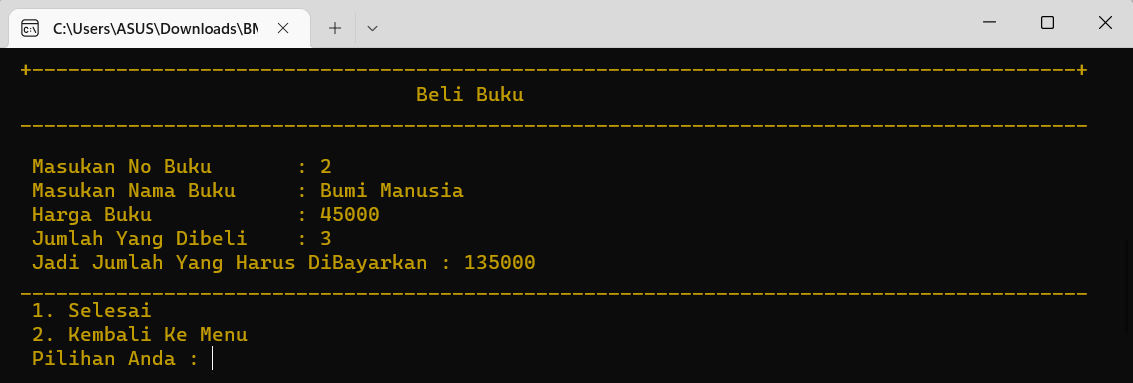 C:\Users\ASUS\Downloads\BM
+---------------------------------------------------------------------------------------+
Beli Buku
-----------------------------------------------------------------------------------------
Masukan No Buku       : 2
Masukan Nama Buku     : Bumi Manusia
Harga Buku            : 45000
Jumlah Yang Dibeli    : 3
Jadi Jumlah Yang Harus DiBayarkan : 135000
_________________________________________________________________________________________
1. Selesai
2. Kembali Ke Menu
Pilihan Anda :